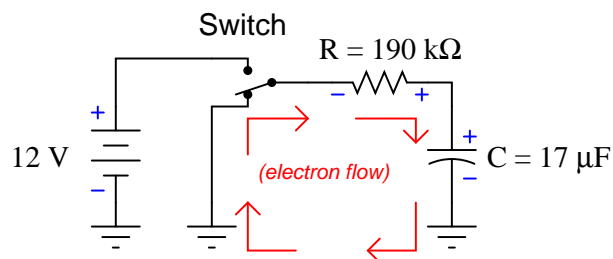 Switch
R = 190 kΩ
+
− +
+
12 V
(electron flow)
C = 17 µF
−
−